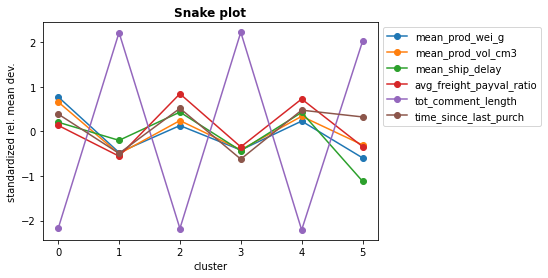 Snake plot
standardized rel. mean dev.
2
1
0
−1
−2
0 1 2 3 4 5
cluster
mean_prod_wei_g
mean_prod_vol_cm3
mean_ship_delay
avg_freight_payval_ratio
tot_comment_length
time_since_last_purch